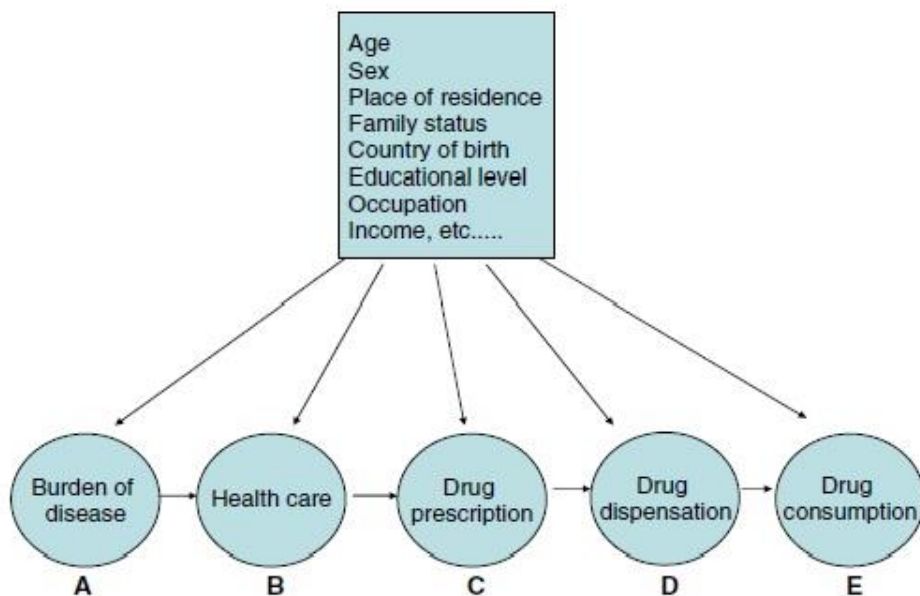 Age
Sex
Place of residence
Family status
Country of birth
Educational level
Occupation
Income, etc.....
Burden of
disease
Health care
Drug
prescription
Drug
dispensation
Drug
consumption
A
B
C
D
E